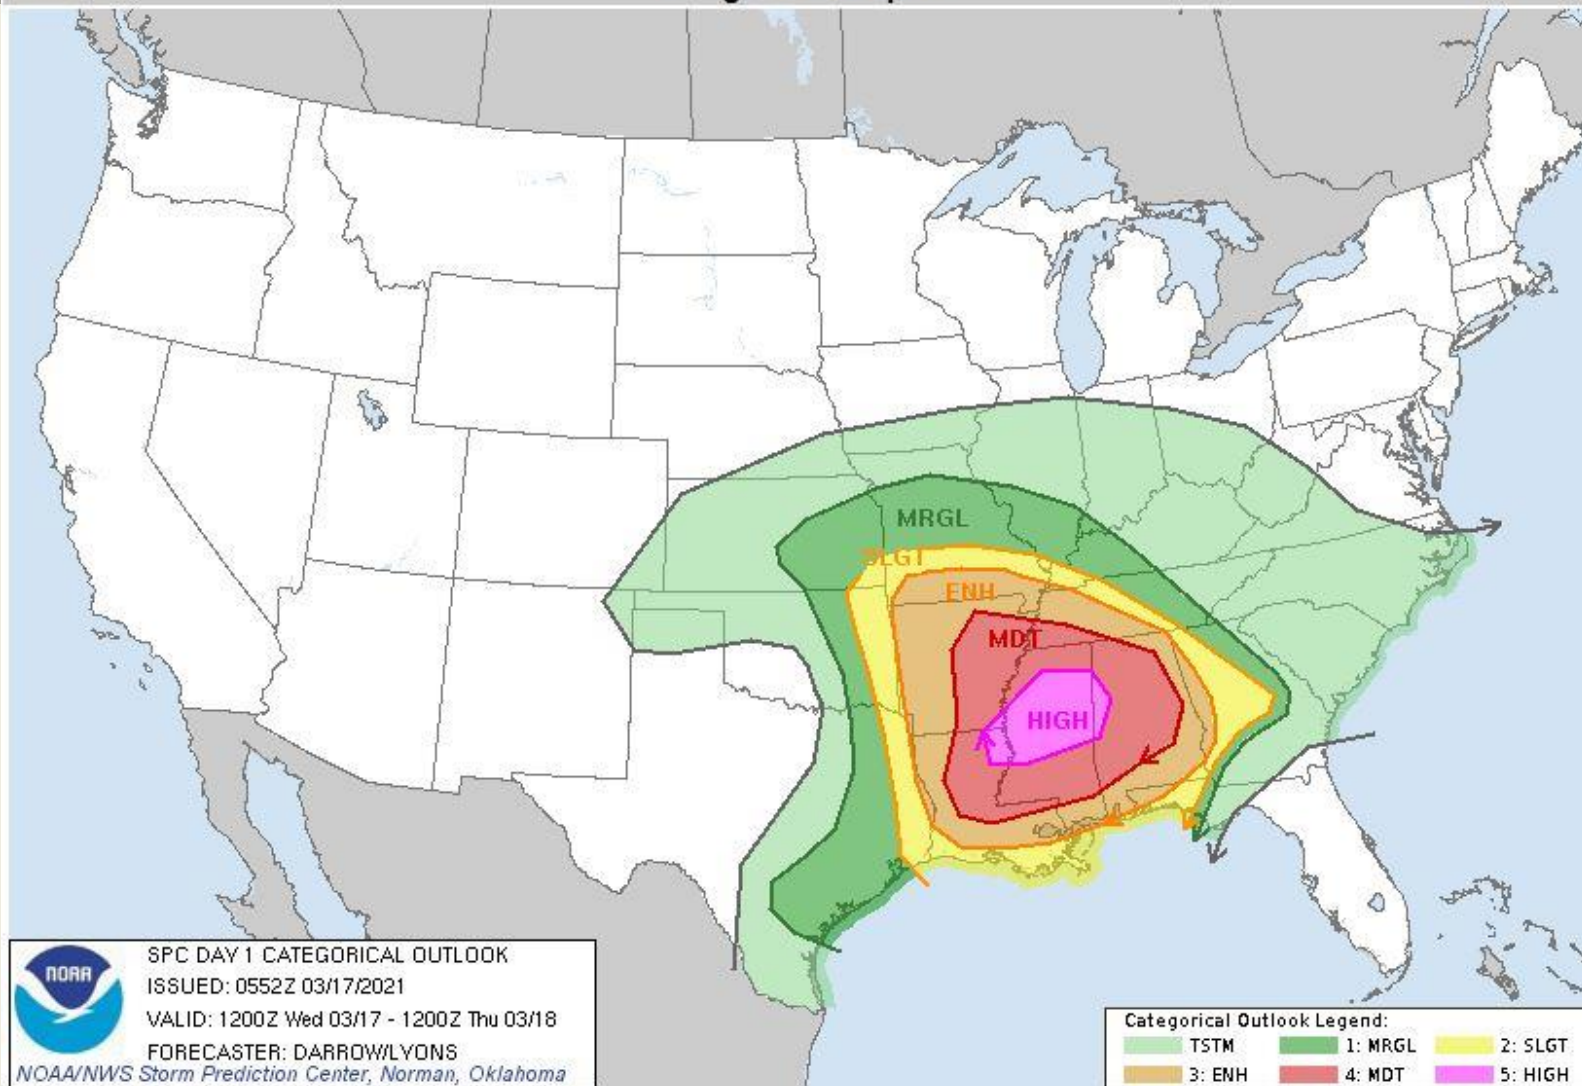 MRGL
SLGT
ENH
MDT
HIGH
NOAA
SPC DAY 1 CATEGORICAL OUTLOOK
ISSUED: 0552Z 03/17/2021
VALID: 1200Z Wed 03/17 - 1200Z Thu 03/18
FORECASTER: DARROW/LYONS
NOAA/NWS Storm Prediction Center, Norman, Oklahoma
Categorical Outlook Legend:
TSTM 1: MRGL 2: SLGT
3: ENH 4: MDT 5: HIGH